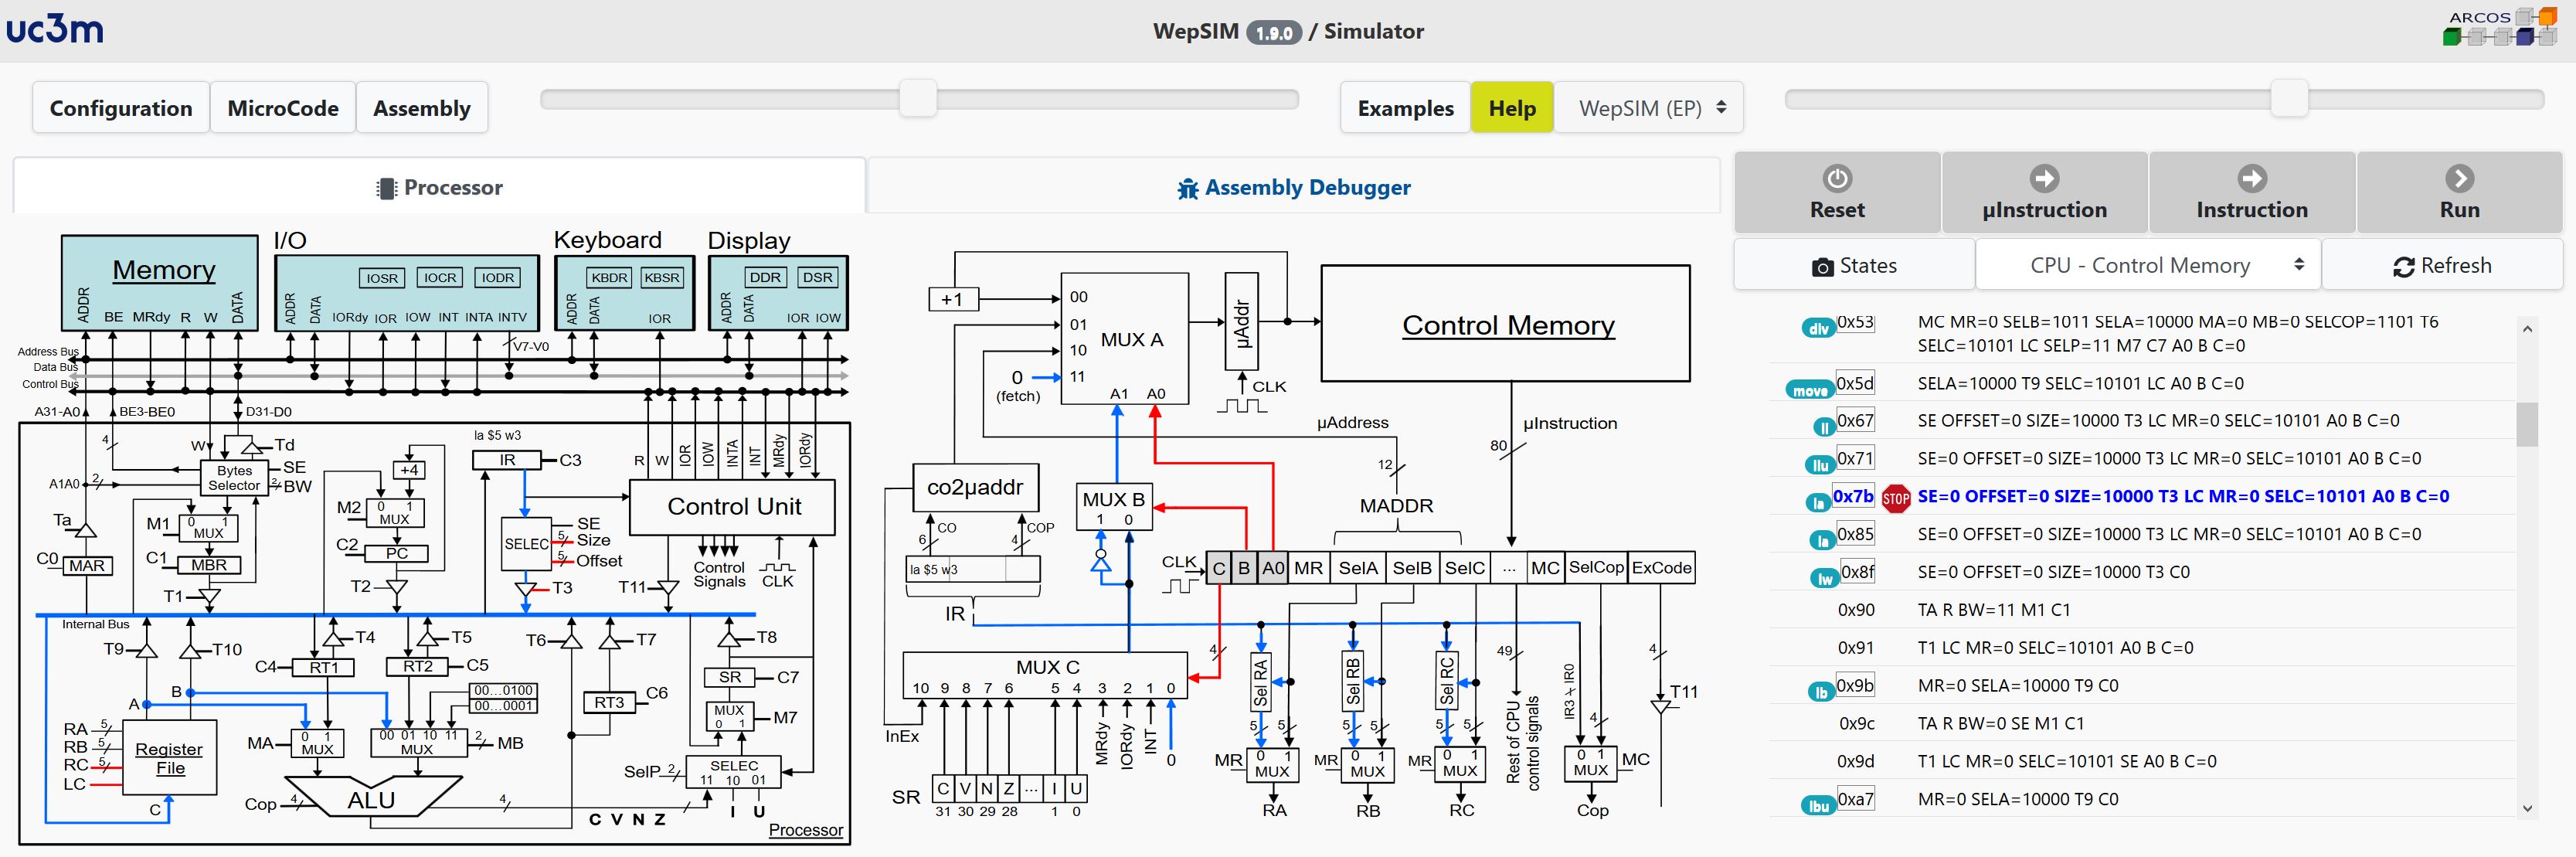 uc3m
WepSIM 1.9.0 / Simulator
ARCOS
Configuration
MicroCode
Assembly
Examples
Help
WepSIM (EP)
Processor
Assembly Debugger
Reset
µInstruction
Instruction
Run
States
CPU - Control Memory
Refresh
Memory
ADDR BE MRdy R W DATA
I/O
IOSR IOCR IODR
ADDR DATA IORdy IOR IOW INT INTA INTV
Keyboard
KBDR KBSR
ADDR DATA IOR
Display
DDR DSR
ADDR DATA IOR IOW
V7-V0
Address Bus
Data Bus
Control Bus
A31-A0 BE3-BE0 D31-D0
4
W
Td
Bytes Selector
SE
2 BW
A1A0 2
Ta
C0 MAR
M1 0 1 MUX
C1 MBR
T1
+4
M2 0 1 MUX
C2 PC
T2
la $5 w3
IR C3
SELEC
SE
5 Size
5 Offset
T3
R W IOR IOW INTA INT MRdy IORdy
Control Unit
T11
Control Signals
CLK
Internal Bus
T9 T10
T4 T5 T6 T7 T8
C4 RT1
RT2 C5
RT3 C6
SR C7
MUX 0 1 M7
00...0100
00...0001
A B
RA 5
RB 5
RC 5
LC
Register File
C
MA 0 1 MUX
00 01 10 11 MUX 2 MB
Cop 4 ALU 4
SelP 2 SELEC 11 10 01
C V N Z I U
Processor
+1
00
01
10
11
MUX A
A1 A0
0 (fetch)
µAddr
CLK
Control Memory
µAddress
12
µInstruction
80
MADDR
co2µaddr
CO COP
6 4
la $5 w3
IR
MUX B
1 0
CLK
C B A0 MR SelA SelB SelC ... MC SelCop ExCode
4
MUX C
10 9 8 7 6 5 4 3 2 1 0
InEx
MRdy IORdy INT 0
SR C V N Z ... I U
31 30 29 28 1 0
Sel RA
Sel RB
Sel RC
5 5
5 5
5 5
MR 0 1 MUX
MR 0 1 MUX
MR 0 1 MUX
RA
RB
RC
49
Rest of CPU control signals
4
0 1 MUX MC
Cop
4
T11
div 0x53 MC MR=0 SELB=1011 SELA=10000 MA=0 MB=0 SELCOP=1101 T6
SELC=10101 LC SELP=11 M7 C7 A0 B C=0
move 0x5d SELA=10000 T9 SELC=10101 LC A0 B C=0
li 0x67 SE OFFSET=0 SIZE=10000 T3 LC MR=0 SELC=10101 A0 B C=0
liu 0x71 SE=0 OFFSET=0 SIZE=10000 T3 LC MR=0 SELC=10101 A0 B C=0
la 0x7b STOP SE=0 OFFSET=0 SIZE=10000 T3 LC MR=0 SELC=10101 A0 B C=0
la 0x85 SE=0 OFFSET=0 SIZE=10000 T3 LC MR=0 SELC=10101 A0 B C=0
lw 0x8f SE=0 OFFSET=0 SIZE=10000 T3 C0
0x90 TA R BW=11 M1 C1
0x91 T1 LC MR=0 SELC=10101 A0 B C=0
lb 0x9b MR=0 SELA=10000 T9 C0
0x9c TA R BW=0 SE M1 C1
0x9d T1 LC MR=0 SELC=10101 SE A0 B C=0
lbu 0xa7 MR=0 SELA=10000 T9 C0